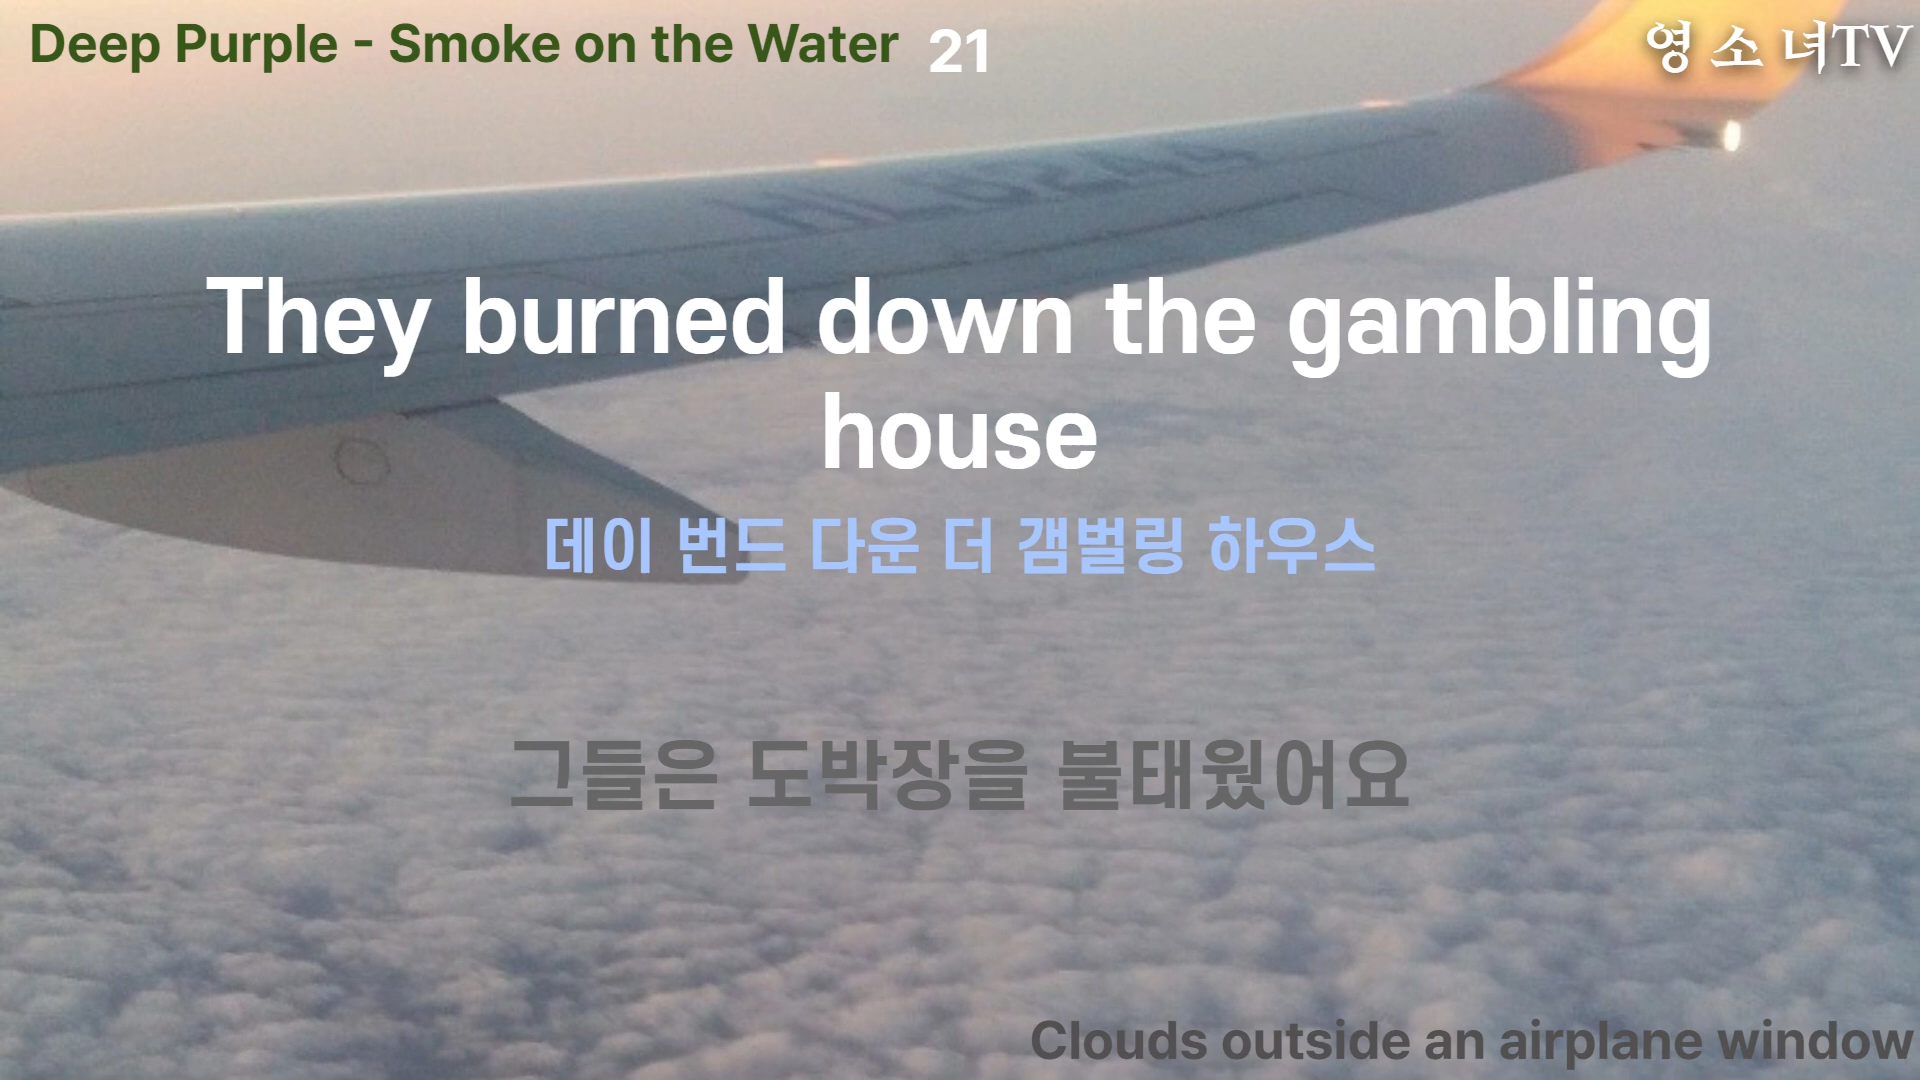 Deep Purple - Smoke on the Water 21
영 소 녀TV
They burned down the gambling
house
데이 번드 다운 더 갬벌링 하우스
그들은 도박장을 불태웠어요
Clouds outside an airplane window